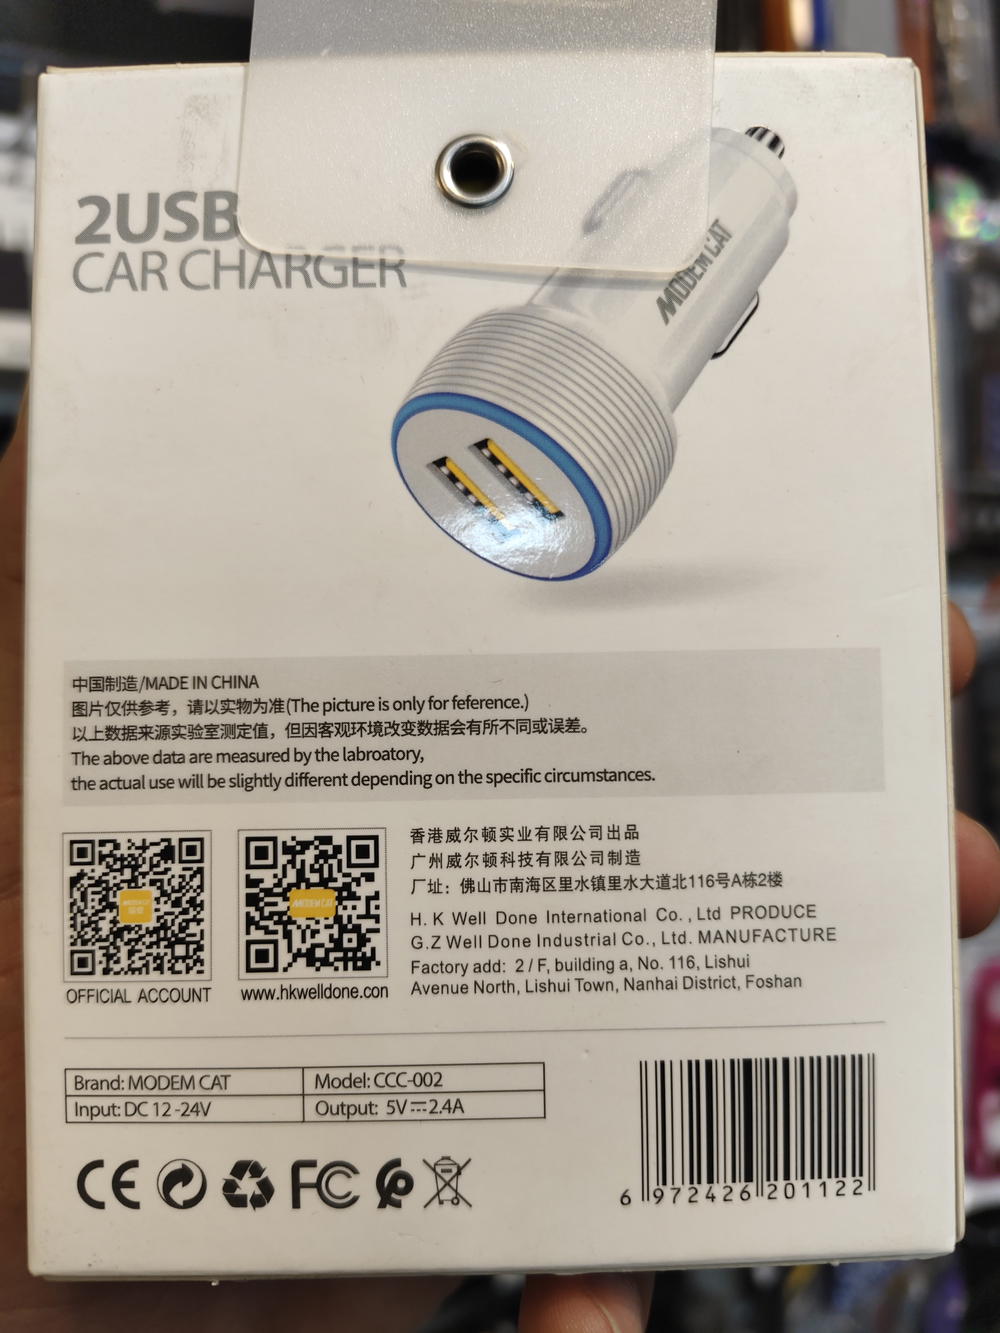 2USB
CAR CHARGER
MODEM CAT
中国制造/MADE IN CHINA
图片仅供参考，请以实物为准(The picture is only for feference.)
以上数据来源实验室测定值，但因客观环境改变数据会有所不同或误差。
The above data are measured by the labroatory,
the actual use will be slightly different depending on the specific circumstances.
香港威尔顿实业有限公司出品
广州威尔顿科技有限公司制造
厂址：佛山市南海区里水镇里水大道北116号A栋2楼
H. K Well Done International Co., Ltd PRODUCE
G.Z Well Done Industrial Co., Ltd. MANUFACTURE
Factory add: 2 / F, building a, No. 116, Lishui
Avenue North, Lishui Town, Nanhai District, Foshan
MODEM CAT
MODEM CAT
OFFICIAL ACCOUNT
www.hkwelldone.con
Brand: MODEM CAT
Model: CCC-002
Input: DC 12 -24V
Output: 5V⎓2.4A
CE
FC
6 972426 201122